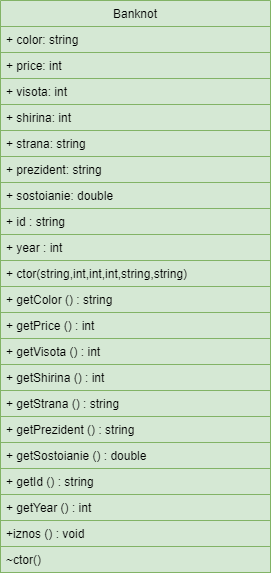 Banknot
+ color: string
+ price: int
+ visota: int
+ shirina: int
+ strana: string
+ prezident: string
+ sostoianie: double
+ id : string
+ year : int
+ ctor(string,int,int,int,string,string)
+ getColor () : string
+ getPrice () : int
+ getVisota () : int
+ getShirina () : int
+ getStrana () : string
+ getPrezident () : string
+ getSostoianie () : double
+ getId () : string
+ getYear () : int
+iznos () : void
~ctor()